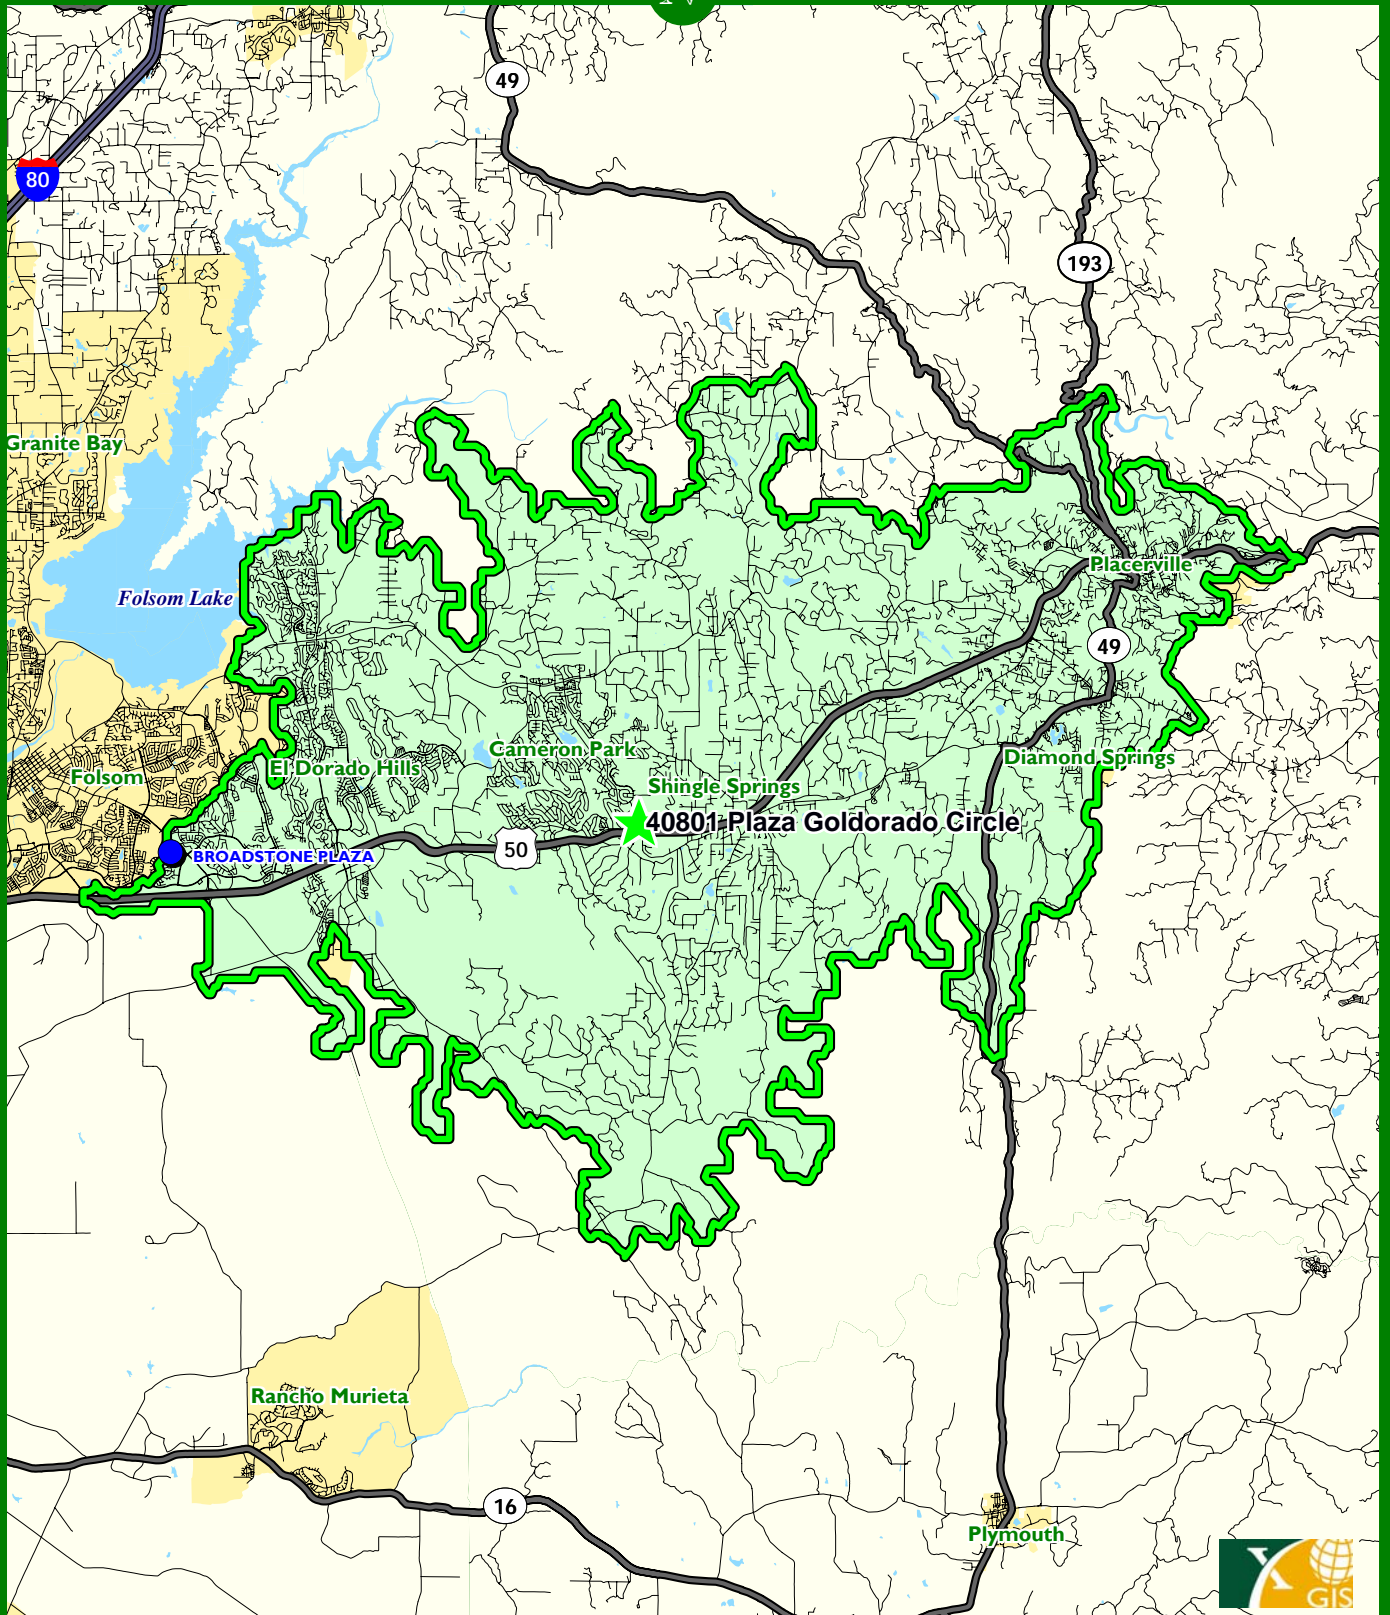 49
80
193
Granite Bay
Placerville
Folsom Lake
49
Cameron Park
Diamond Springs
El Dorado Hills
Folsom
Shingle Springs
40801 Plaza Goldorado Circle
50
BROADSTONE PLAZA
Rancho Murieta
16
Plymouth
X
GIS